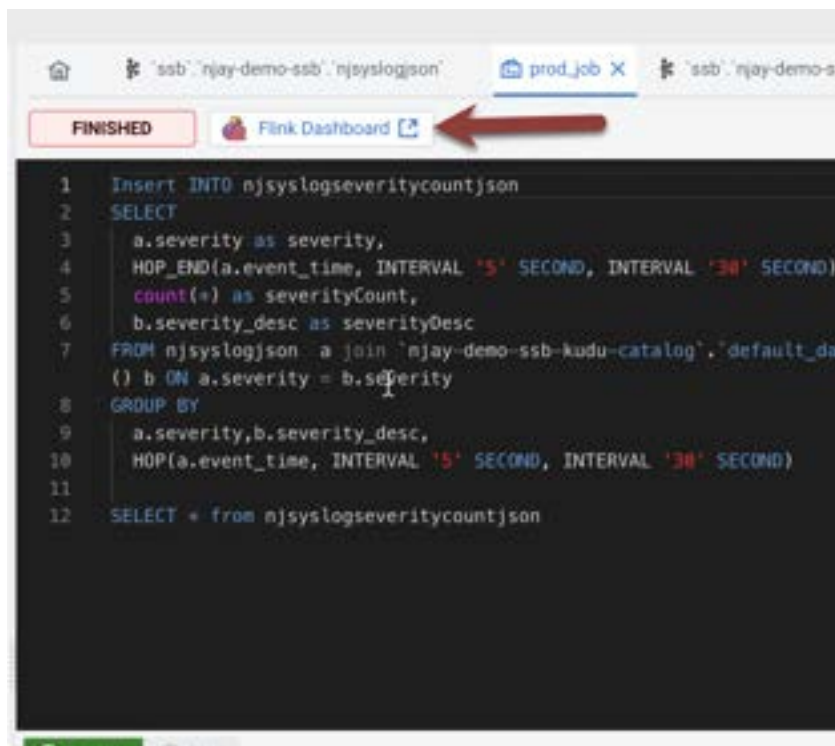 `ssb`.`njay-demo-ssb`.`njsyslogjson` prod_job `ssb`.`njay-demo-s
FINISHED Flink Dashboard
1 Insert INTO njsyslogseveritycountjson
2 SELECT
3 a.severity as severity,
4 HOP_END(a.event_time, INTERVAL '5' SECOND, INTERVAL '30' SECOND)
5 count(*) as severityCount,
6 b.severity_desc as severityDesc
7 FROM njsyslogjson a join `njay-demo-ssb-kudu-catalog`.`default_da
() b ON a.severity = b.severity
8 GROUP BY
9 a.severity,b.severity_desc,
10 HOP(a.event_time, INTERVAL '5' SECOND, INTERVAL '30' SECOND)
11
12 SELECT * from njsyslogseveritycountjson